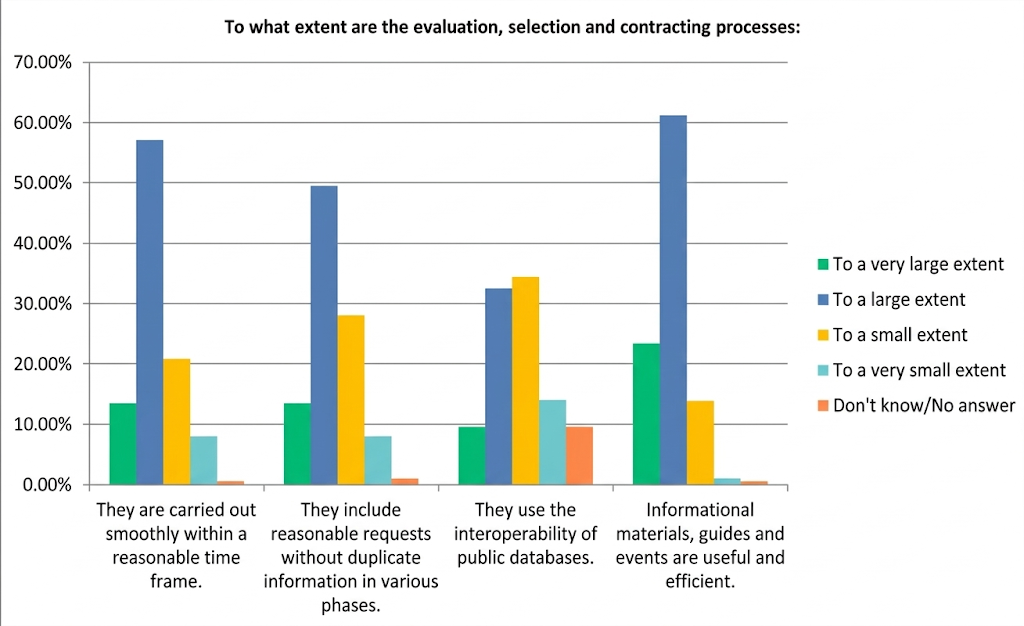 To what extent are the evaluation, selection and contracting processes:
70.00%
60.00%
50.00%
40.00%
30.00%
20.00%
10.00%
0.00%
They are carried out
smoothly within a
reasonable time
frame.
They include
reasonable requests
without duplicate
information in various
phases.
They use the
interoperability of
public databases.
Informational
materials, guides and
events are useful and
efficient.
To a very large extent
To a large extent
To a small extent
To a very small extent
Don't know/No answer